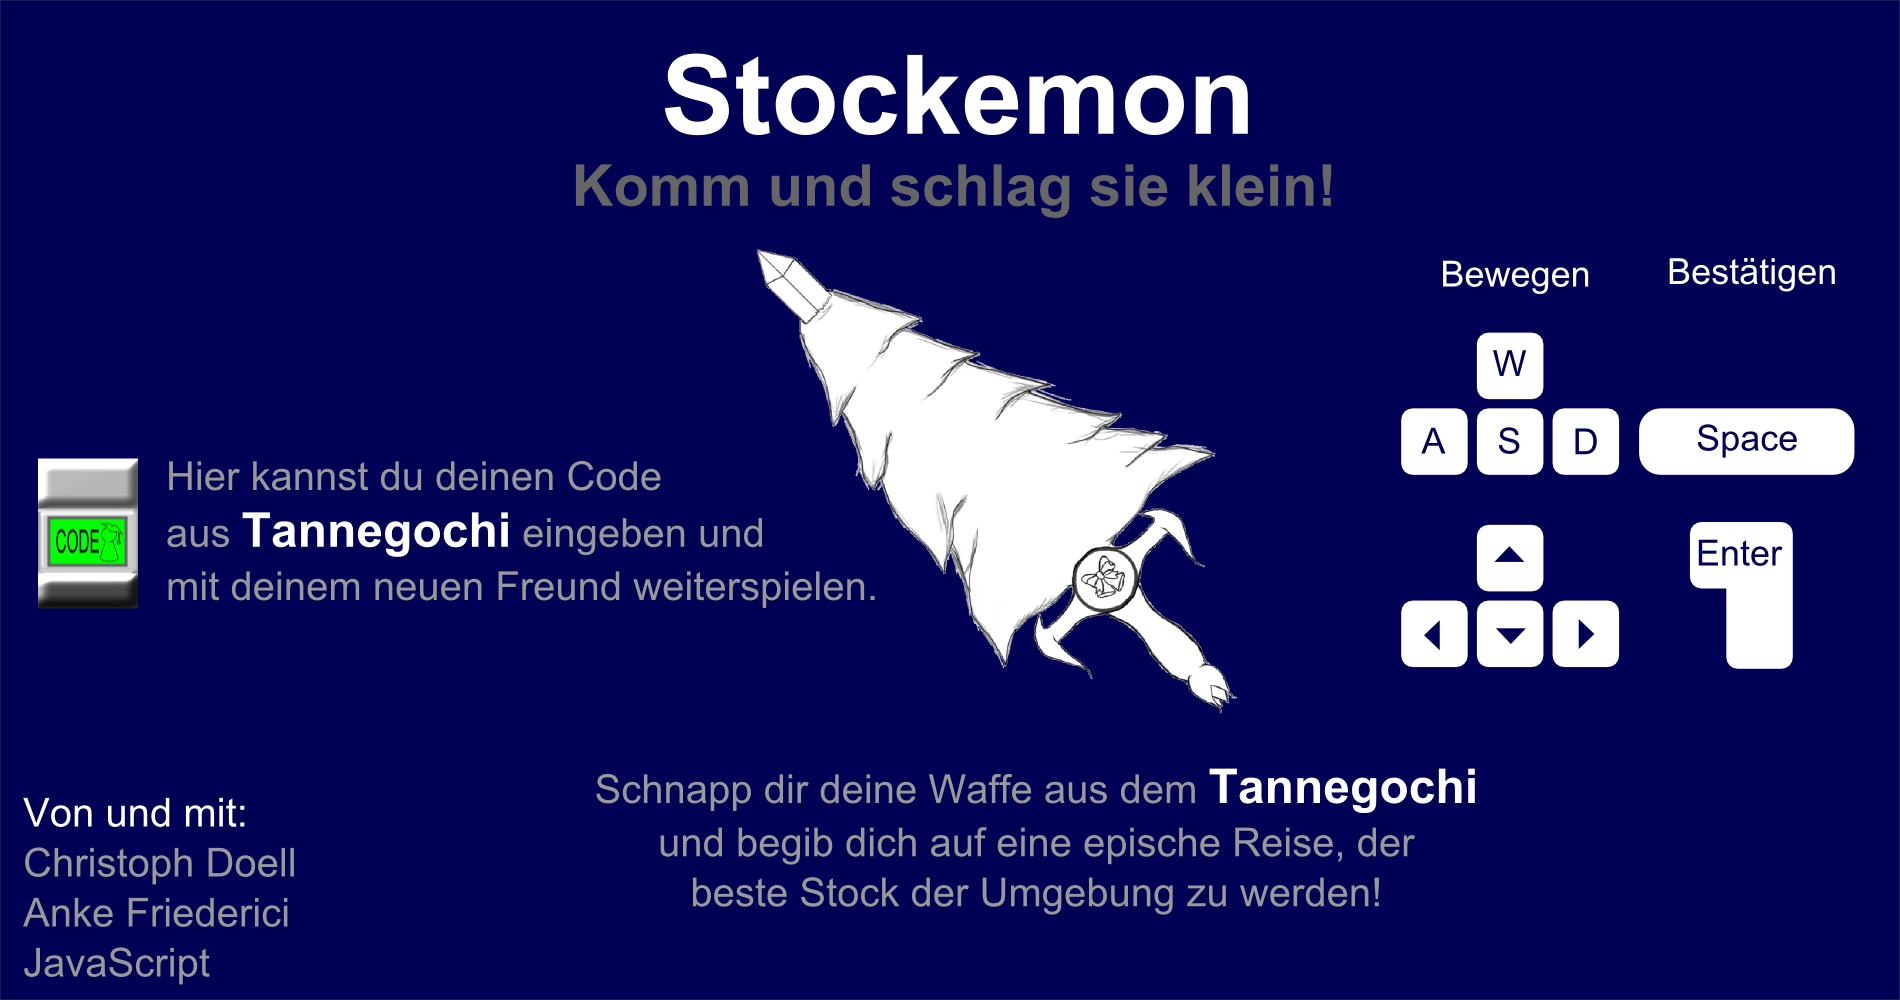 Stockemon
Komm und schlag sie klein!
Bewegen
Bestätigen
W
A S D
Space
Enter
CODE
Hier kannst du deinen Code
aus Tannegochi eingeben und
mit deinem neuen Freund weiterspielen.
Schnapp dir deine Waffe aus dem Tannegochi
und begib dich auf eine epische Reise, der
beste Stock der Umgebung zu werden!
Von und mit:
Christoph Doell
Anke Friederici
JavaScript